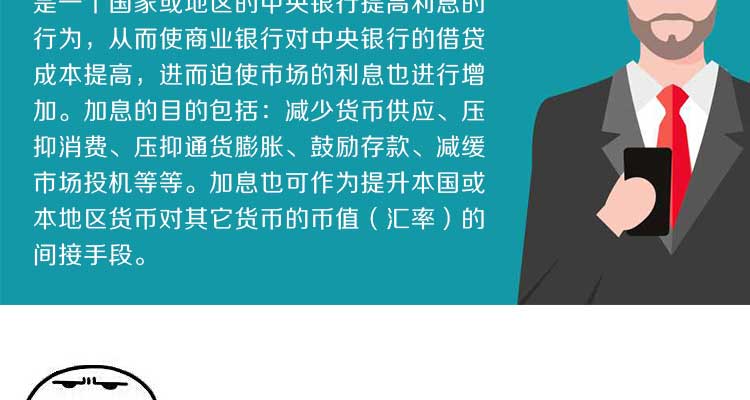 是一个国家或地区的中央银行提高利息的
行为，从而使商业银行对中央银行的借贷
成本提高，进而迫使市场的利息也进行增
加。加息的目的包括：减少货币供应、压
抑消费、压抑通货膨胀、鼓励存款、减缓
市场投机等等。加息也可作为提升本国或
本地区货币对其它货币的币值（汇率）的
间接手段。